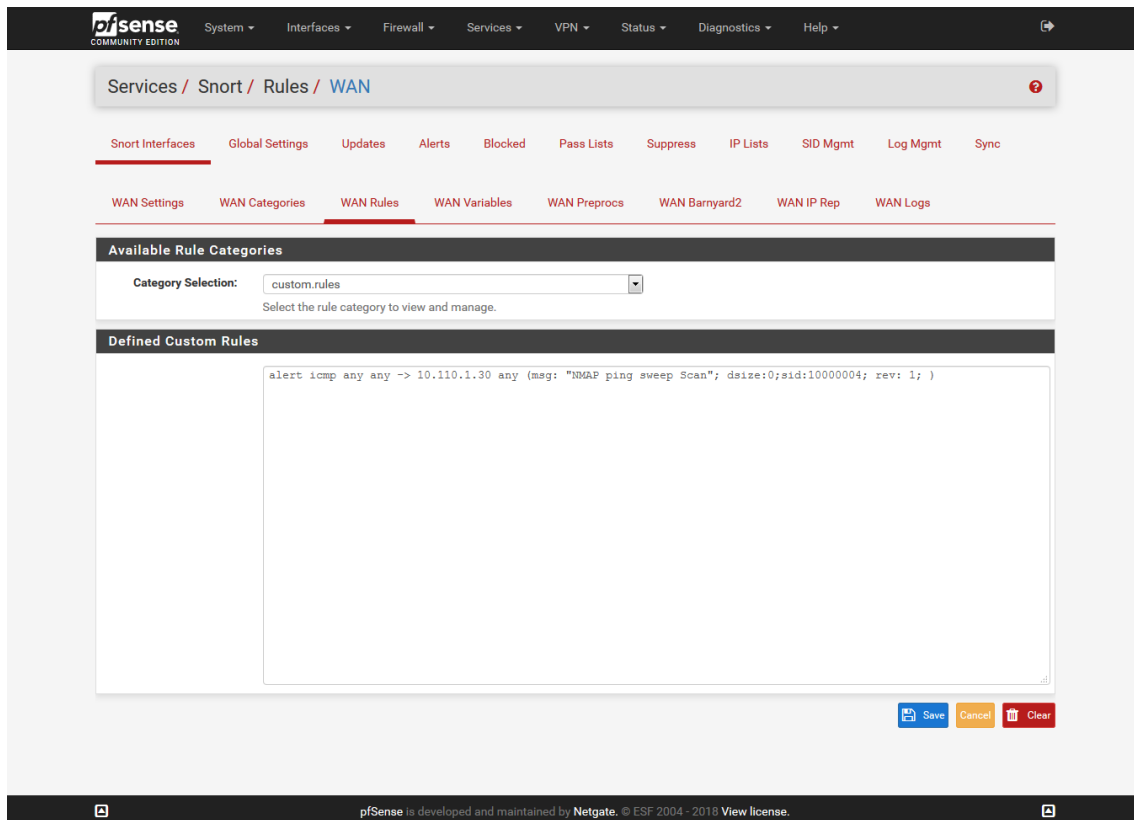 pfsense System Interfaces Firewall Services VPN Status Diagnostics Help
COMMUNITY EDITION
Services / Snort / Rules / WAN
Snort Interfaces Global Settings Updates Alerts Blocked Pass Lists Suppress IP Lists SID Mgmt Log Mgmt Sync
WAN Settings WAN Categories WAN Rules WAN Variables WAN Preprocs WAN Barnyard2 WAN IP Rep WAN Logs
Available Rule Categories
Category Selection: custom.rules
Select the rule category to view and manage.
Defined Custom Rules
alert icmp any any -> 10.110.1.30 any (msg: "NMAP ping sweep Scan"; dsize:0;sid:10000004; rev: 1; )
Save Cancel Clear
pfSense is developed and maintained by Netgate. © ESF 2004 - 2018 View license.